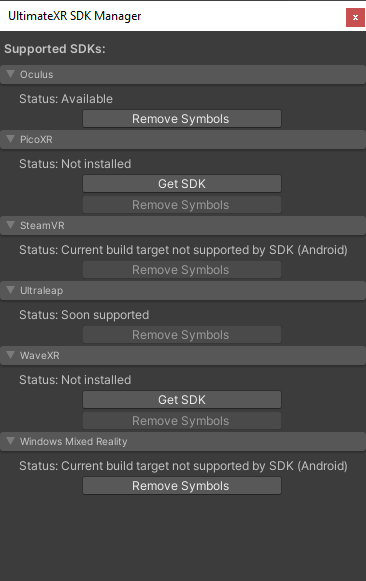 UltimateXR SDK Manager
x
Supported SDKs:
Oculus
Status: Available
Remove Symbols
PicoXR
Status: Not installed
Get SDK
Remove Symbols
SteamVR
Status: Current build target not supported by SDK (Android)
Remove Symbols
Ultraleap
Status: Soon supported
Remove Symbols
WaveXR
Status: Not installed
Get SDK
Remove Symbols
Windows Mixed Reality
Status: Current build target not supported by SDK (Android)
Remove Symbols